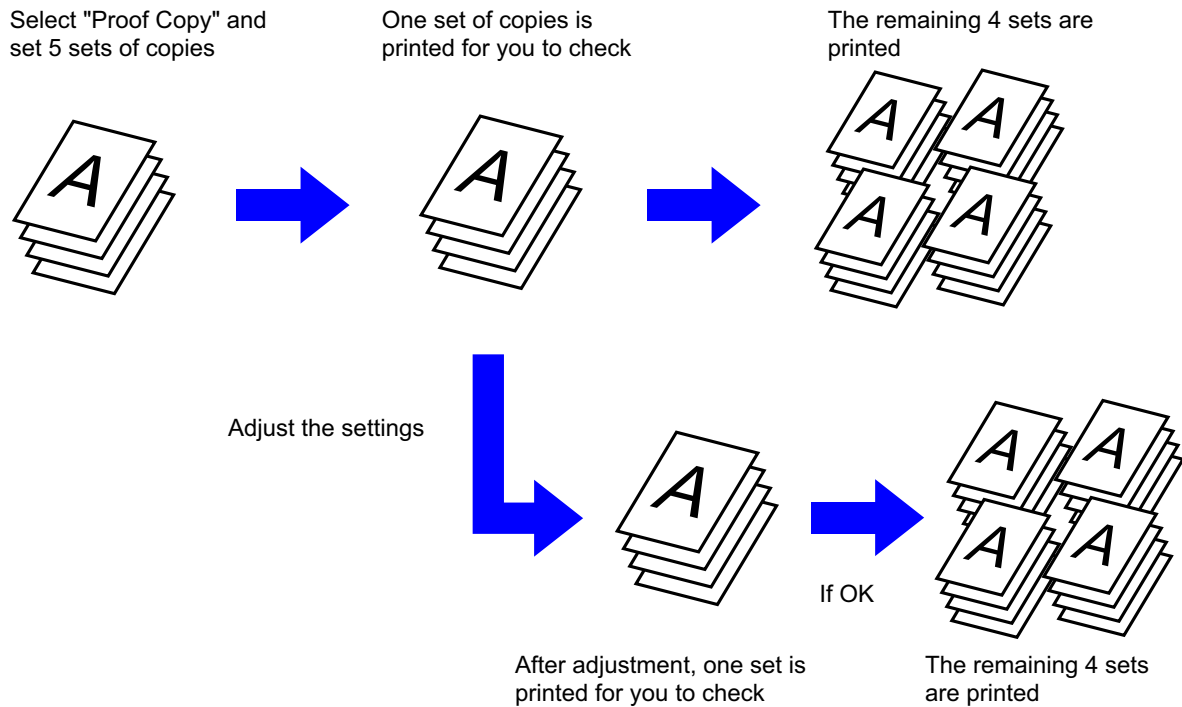 Select "Proof Copy" and
set 5 sets of copies
One set of copies is
printed for you to check
The remaining 4 sets are
printed
A
A
A
A
A
A
Adjust the settings
A
If OK
A
A
A
A
After adjustment, one set is
printed for you to check
The remaining 4 sets
are printed